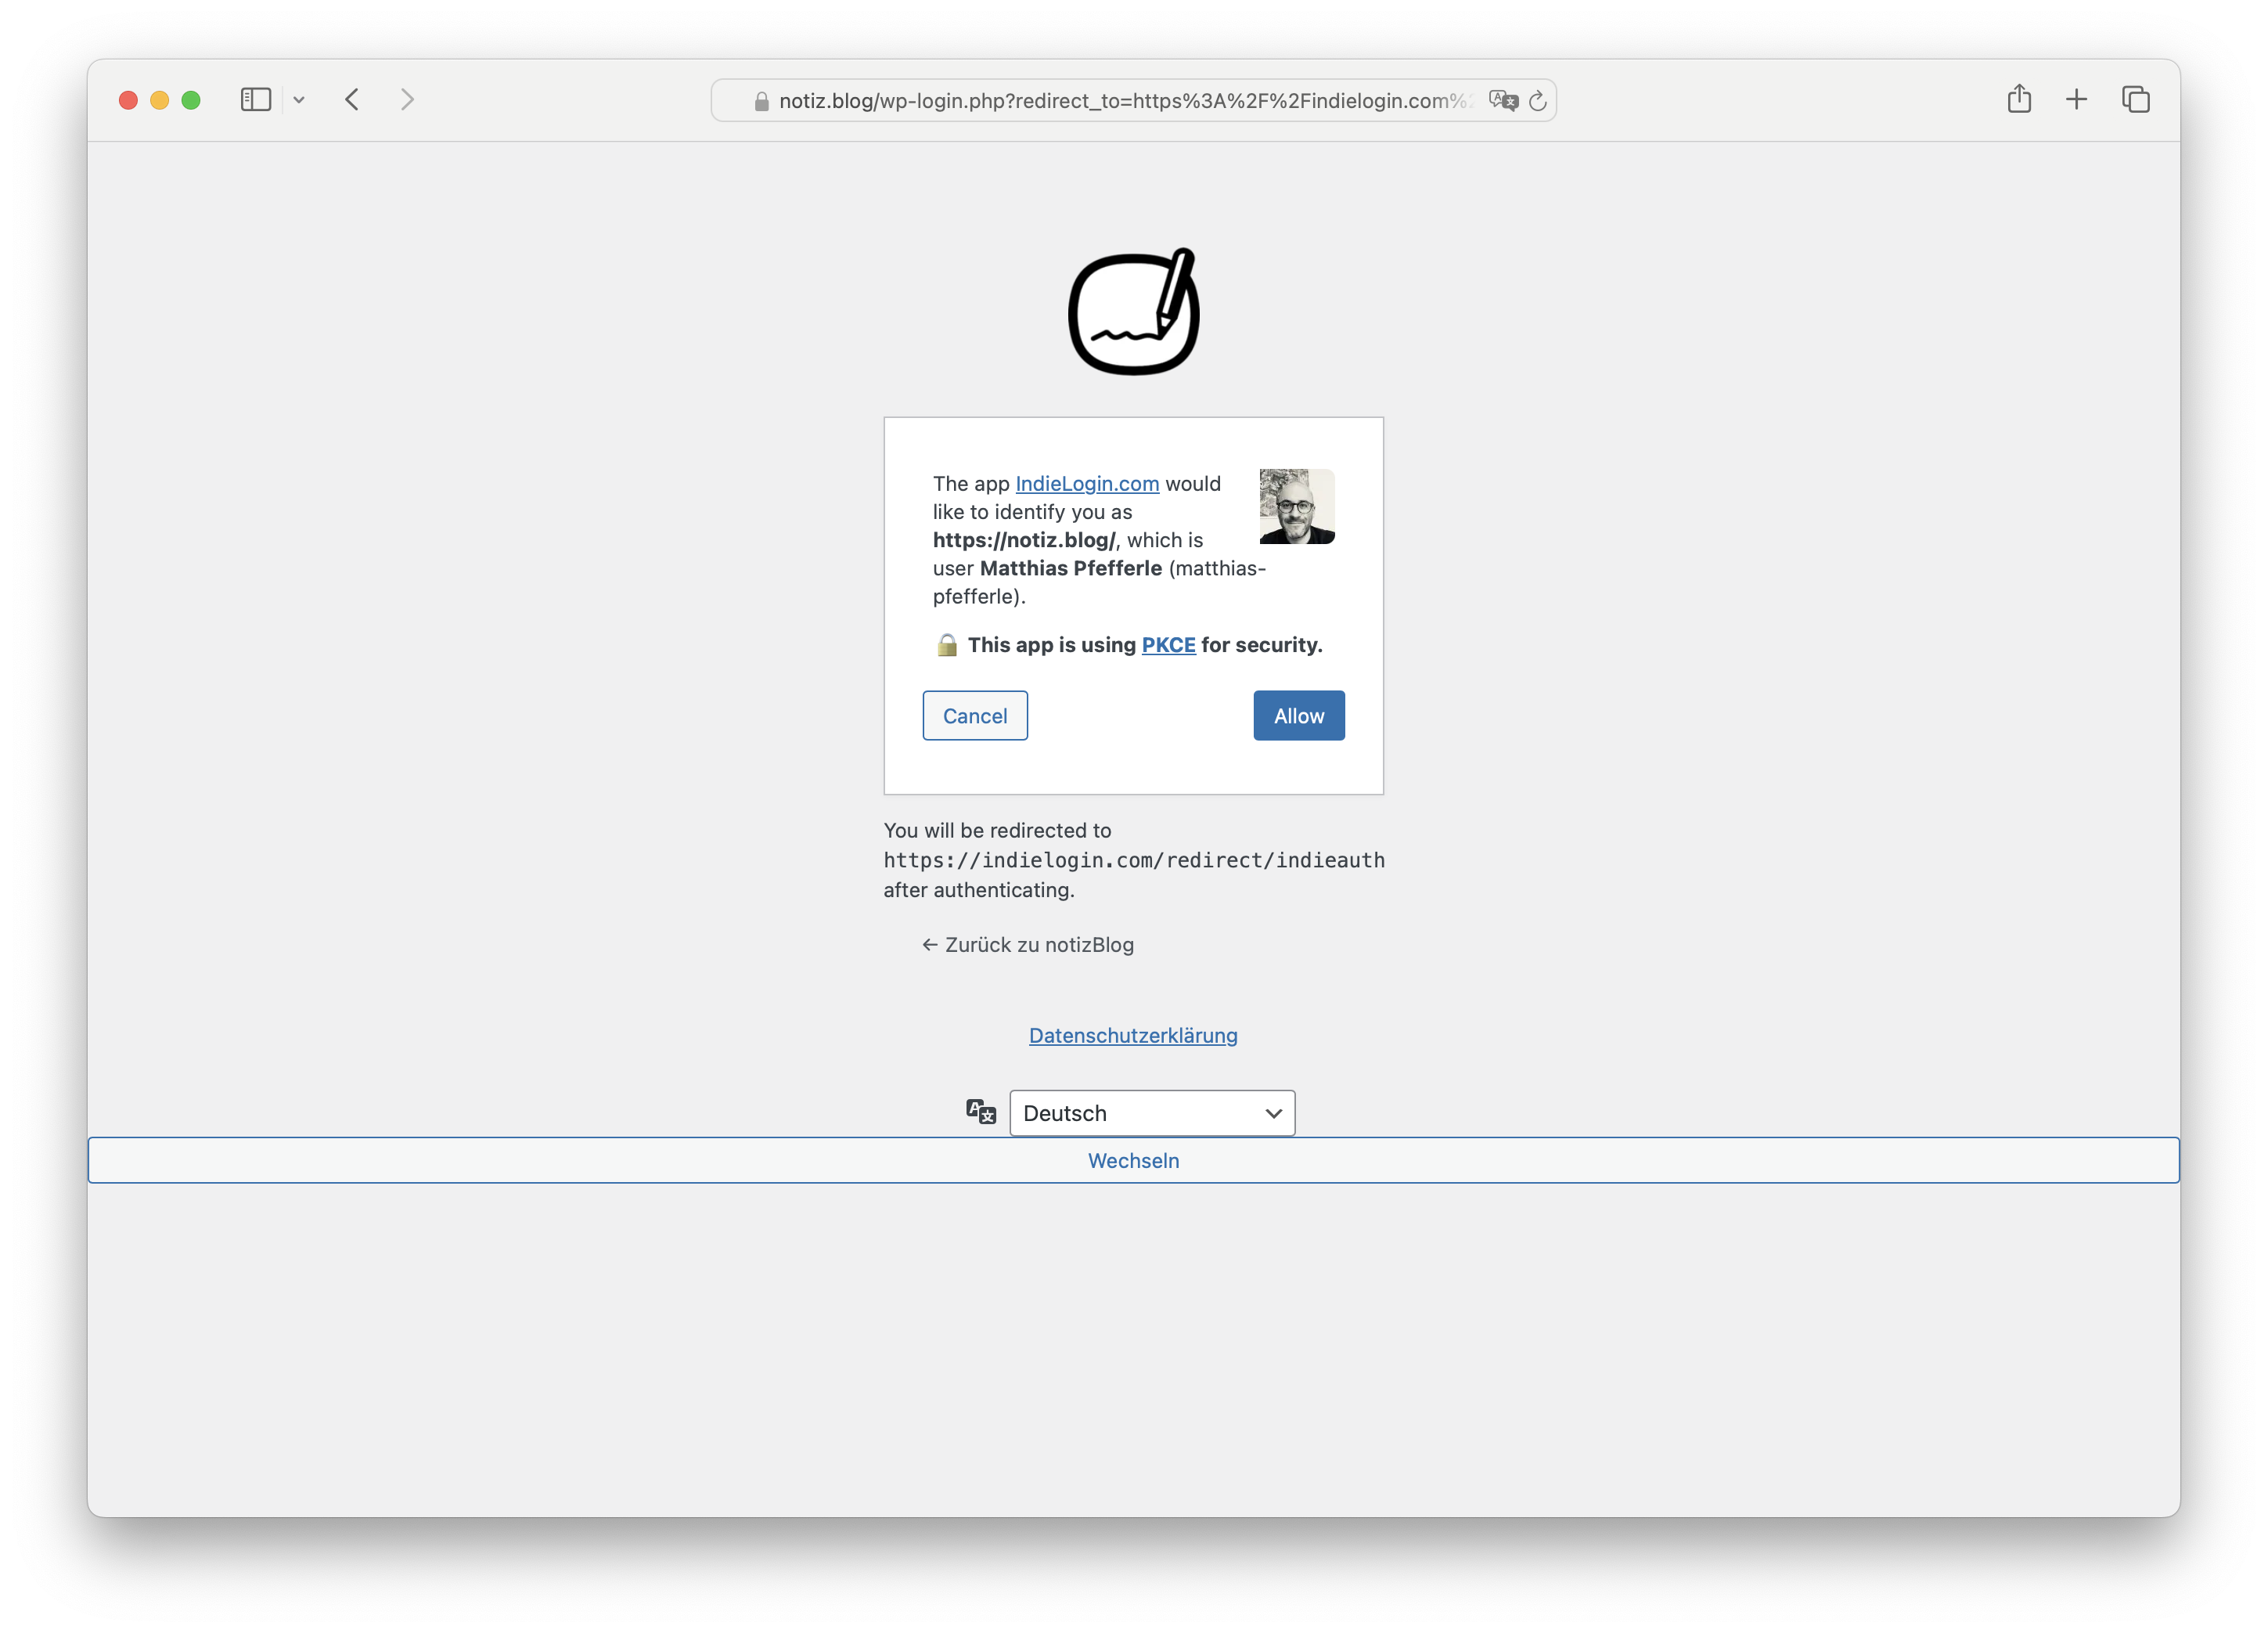 notiz.blog/wp-login.php?redirect_to=https%3A%2F%2Findielogin.com%2
The app IndieLogin.com would
like to identify you as
https://notiz.blog/, which is
user Matthias Pfefferle (matthias-
pfefferle).
🔒 This app is using PKCE for security.
Cancel
Allow
You will be redirected to
https://indielogin.com/redirect/indieauth
after authenticating.
← Zurück zu notizBlog
Datenschutzerklärung
Deutsch
Wechseln